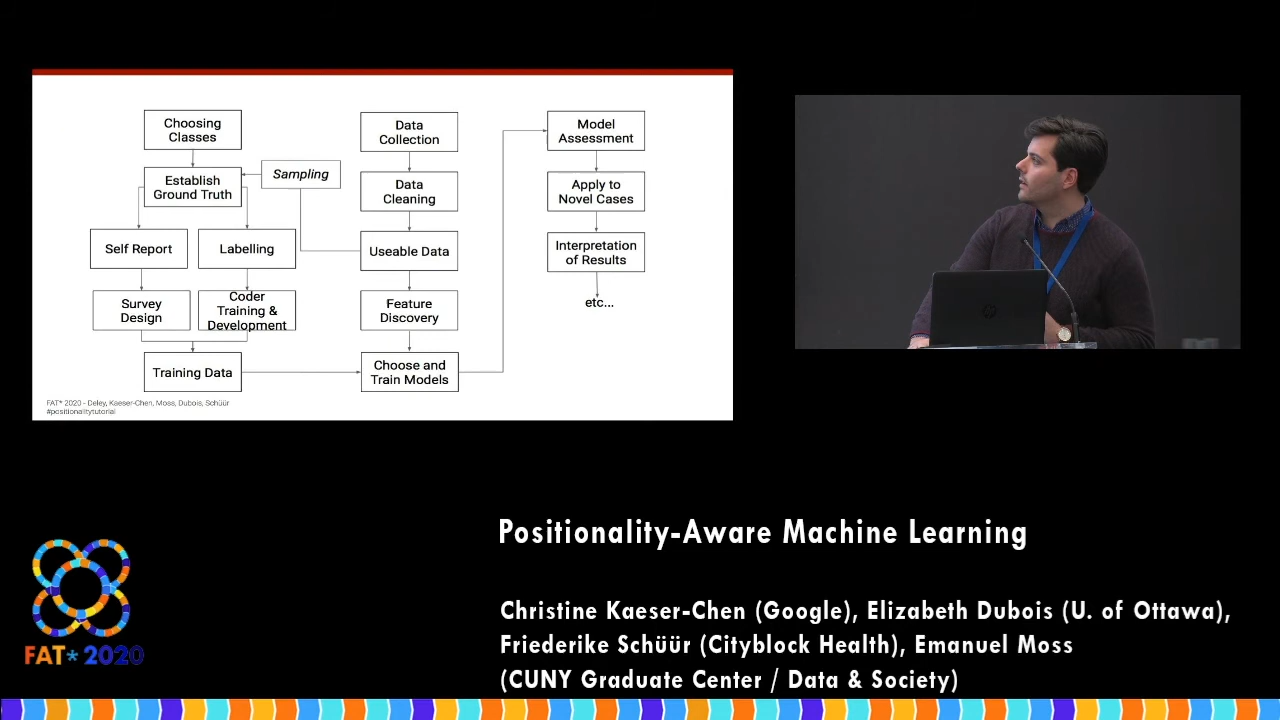 Choosing
Classes
Establish
Ground Truth
Sampling
Self Report
Labelling
Survey
Design
Coder
Training &
Development
Training Data
Data
Collection
Data
Cleaning
Useable Data
Feature
Discovery
Choose and
Train Models
Model
Assessment
Apply to
Novel Cases
Interpretation
of Results
etc...
FAT* 2020 - Deley, Kaeser-Chen, Moss, Dubois, Schüür
#positionalitytutorial
Positionality-Aware Machine Learning
Christine Kaeser-Chen (Google), Elizabeth Dubois (U. of Ottawa),
Friederike Schüür (Cityblock Health), Emanuel Moss
(CUNY Graduate Center / Data & Society)
FAT* 2020